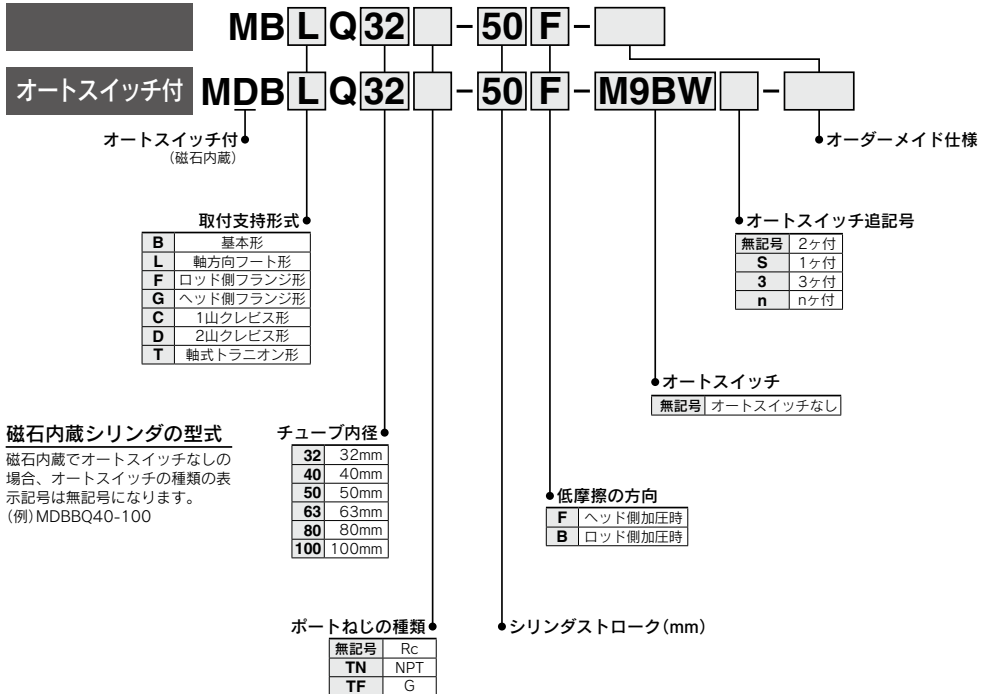 MB L Q 32 - 50 F -
オートスイッチ付 MDB L Q 32 - 50 F - M9BW -
オートスイッチ付
(磁石内蔵)
オーダーメイド仕様
取付支持形式
B 基本形
L 軸方向フート形
F ロッド側フランジ形
G ヘッド側フランジ形
C 1山クレビス形
D 2山クレビス形
T 軸式トラニオン形
オートスイッチ追記号
無記号 2ヶ付
S 1ヶ付
3 3ヶ付
n nヶ付
オートスイッチ
無記号 オートスイッチなし
磁石内蔵シリンダの型式
磁石内蔵でオートスイッチなしの
場合、オートスイッチの種類の表
示記号は無記号になります。
(例)MDBBQ40-100
チューブ内径
32 32mm
40 40mm
50 50mm
63 63mm
80 80mm
100 100mm
低摩擦の方向
F ヘッド側加圧時
B ロッド側加圧時
ポートねじの種類
無記号 Rc
TN NPT
TF G
シリンダストローク(mm)